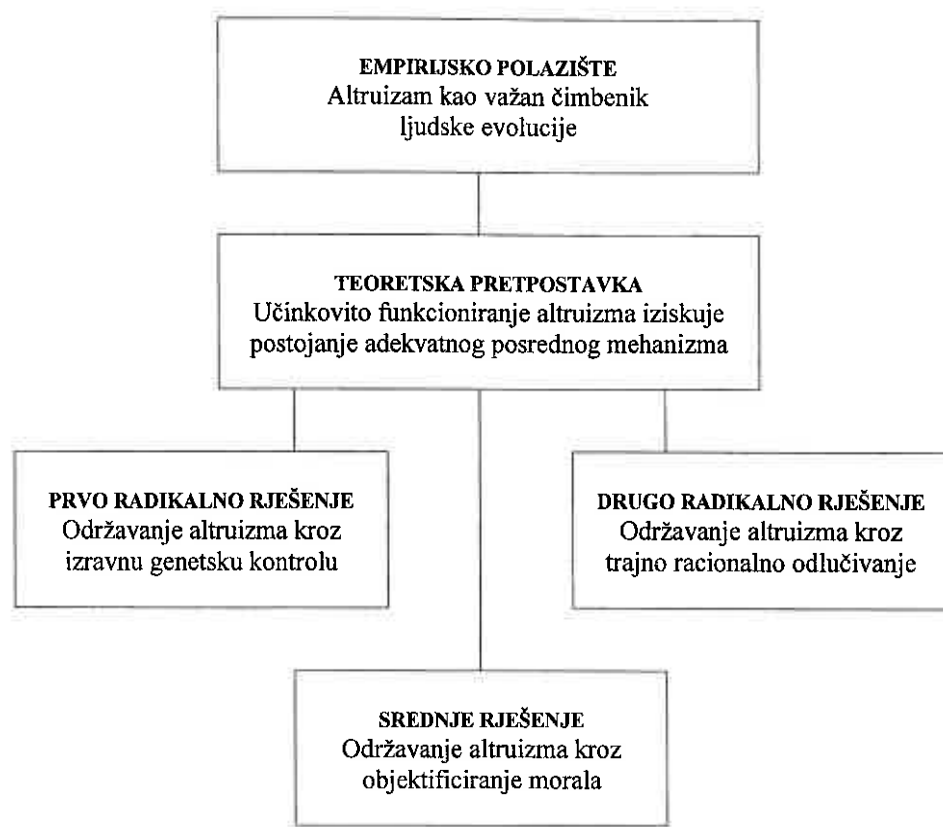 EMPIRIJSKO POLAZIŠTE
Altruizam kao važan čimbenik
ljudske evolucije
TEORETSKA PRETPOSTAVKA
Učinkovito funkcioniranje altruizma iziskuje
postojanje adekvatnog posrednog mehanizma
PRVO RADIKALNO RJEŠENJE
Održavanje altruizma kroz
izravnu genetsku kontrolu
DRUGO RADIKALNO RJEŠENJE
Održavanje altruizma kroz
trajno racionalno odlučivanje
SREDNJE RJEŠENJE
Održavanje altruizma kroz
objektificiranje morala